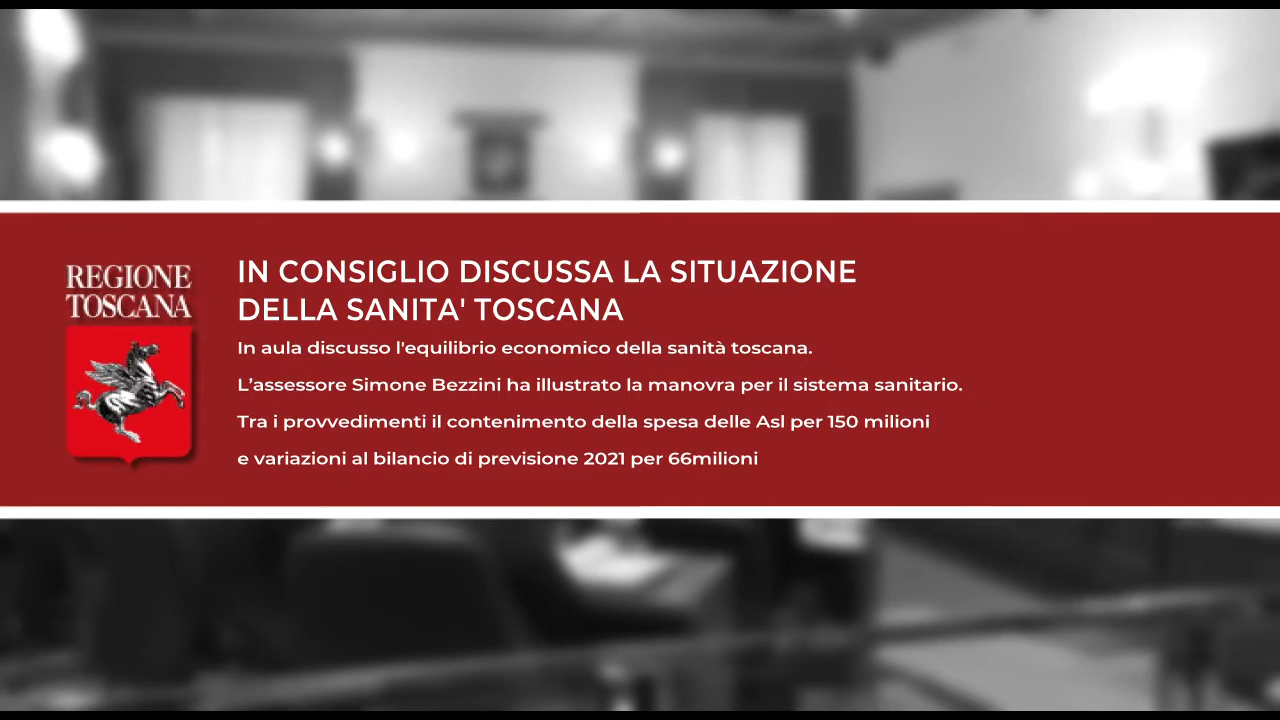 REGIONE
TOSCANA
IN CONSIGLIO DISCUSSA LA SITUAZIONE
DELLA SANITA' TOSCANA
In aula discusso l'equilibrio economico della sanità toscana.
L’assessore Simone Bezzini ha illustrato la manovra per il sistema sanitario.
Tra i provvedimenti il contenimento della spesa delle Asl per 150 milioni
e variazioni al bilancio di previsione 2021 per 66milioni